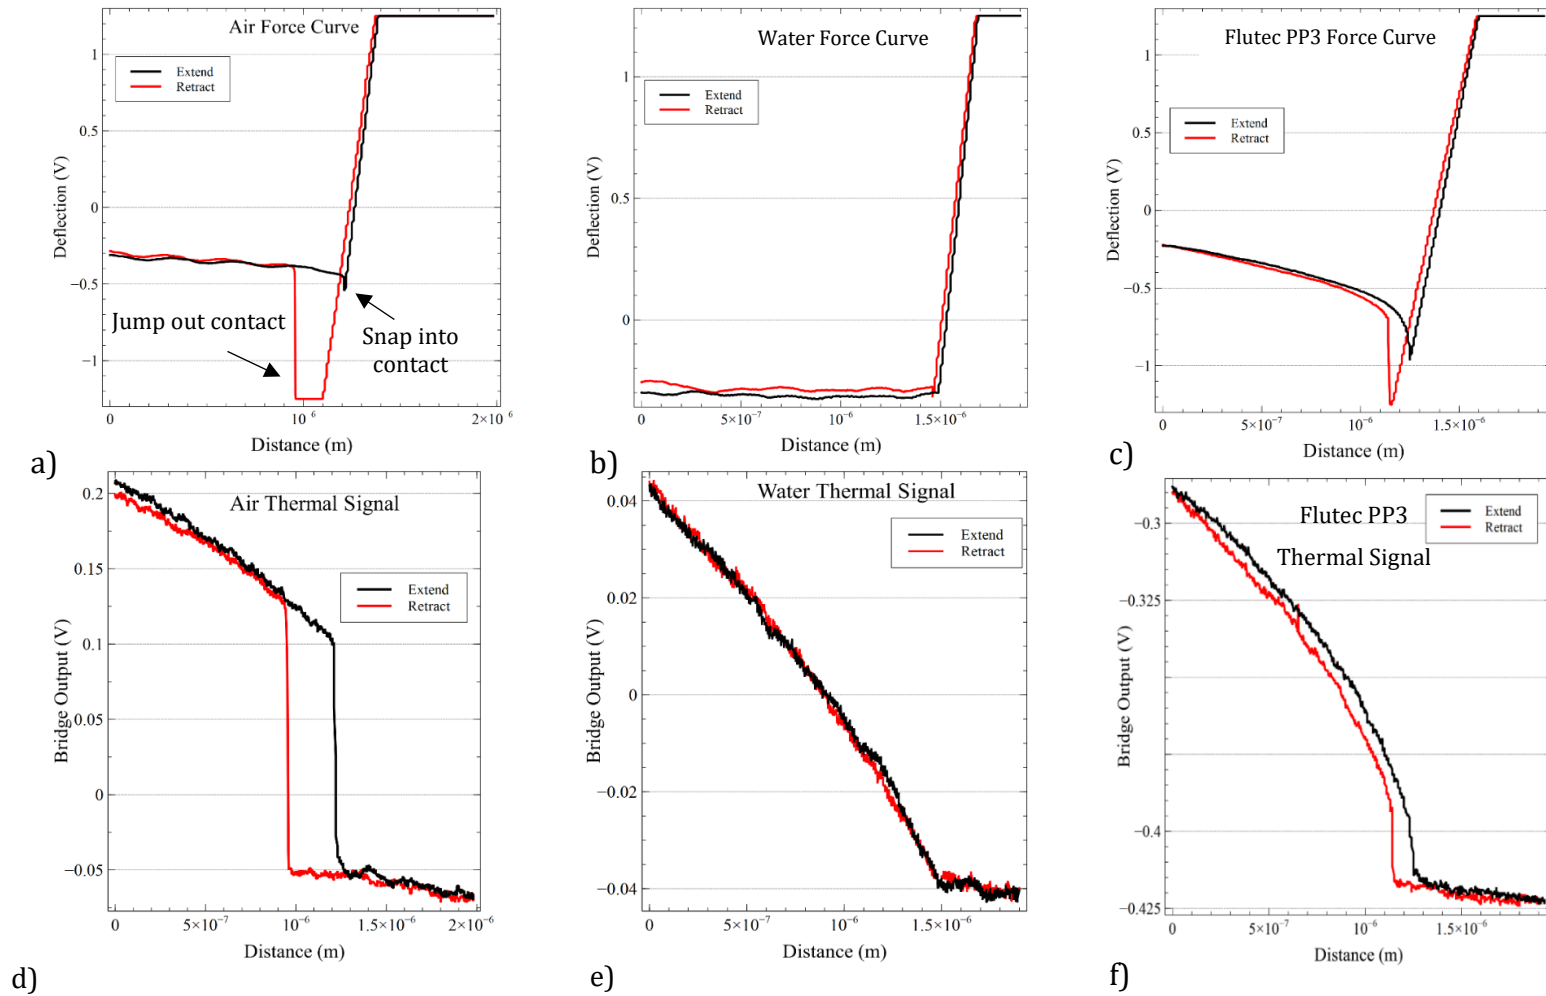 Air Force Curve
Extend
Retract
1
0.5
0
−0.5
−1
Deflection (V)
Jump out contact
Snap into
contact
0
10⁻⁶
2×10⁻⁶
Distance (m)
a)
Water Force Curve
Extend
Retract
1
0.5
0
Deflection (V)
0
5×10⁻⁷
10⁻⁶
1.5×10⁻⁶
Distance (m)
b)
Flutec PP3 Force Curve
Extend
Retract
1
0.5
0
−0.5
−1
Deflection (V)
0
5×10⁻⁷
10⁻⁶
1.5×10⁻⁶
Distance (m)
c)
Air Thermal Signal
Extend
Retract
0.2
0.15
0.1
0.05
0
−0.05
Bridge Output (V)
0
5×10⁻⁷
10⁻⁶
1.5×10⁻⁶
2×10⁻⁶
Distance (m)
d)
Water Thermal Signal
Extend
Retract
0.04
0.02
0
−0.02
−0.04
Bridge Output (V)
0
5×10⁻⁷
10⁻⁶
1.5×10⁻⁶
Distance (m)
e)
Flutec PP3
Thermal Signal
Extend
Retract
−0.3
−0.325
−0.4
−0.425
Bridge Output (V)
0
5×10⁻⁷
10⁻⁶
1.5×10⁻⁶
Distance (m)
f)